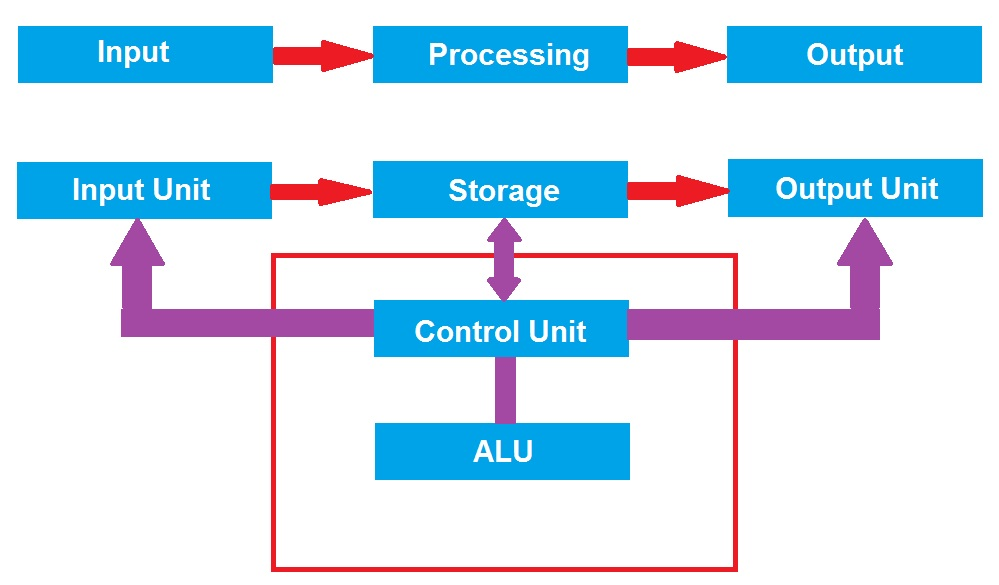 Input
Processing
Output
Input Unit
Storage
Output Unit
Control Unit
ALU